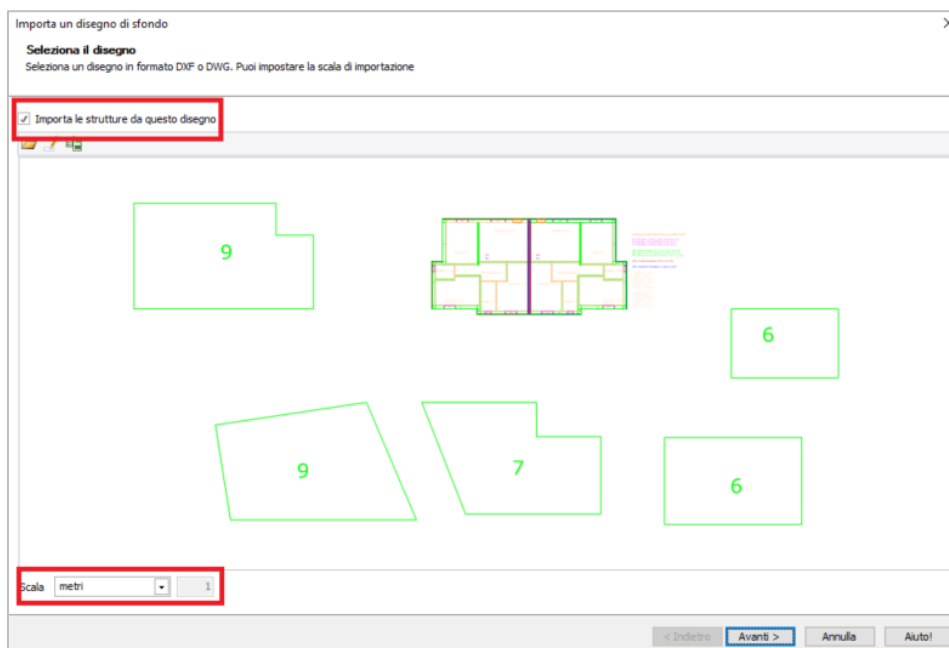 Importa un disegno di sfondo
Seleziona il disegno
Seleziona un disegno in formato DXF o DWG. Puoi impostare la scala di importazione
Importa le strutture da questo disegno
9
6
9
7
6
Scala metri 1
< Indietro Avanti > Annulla Aiuto!